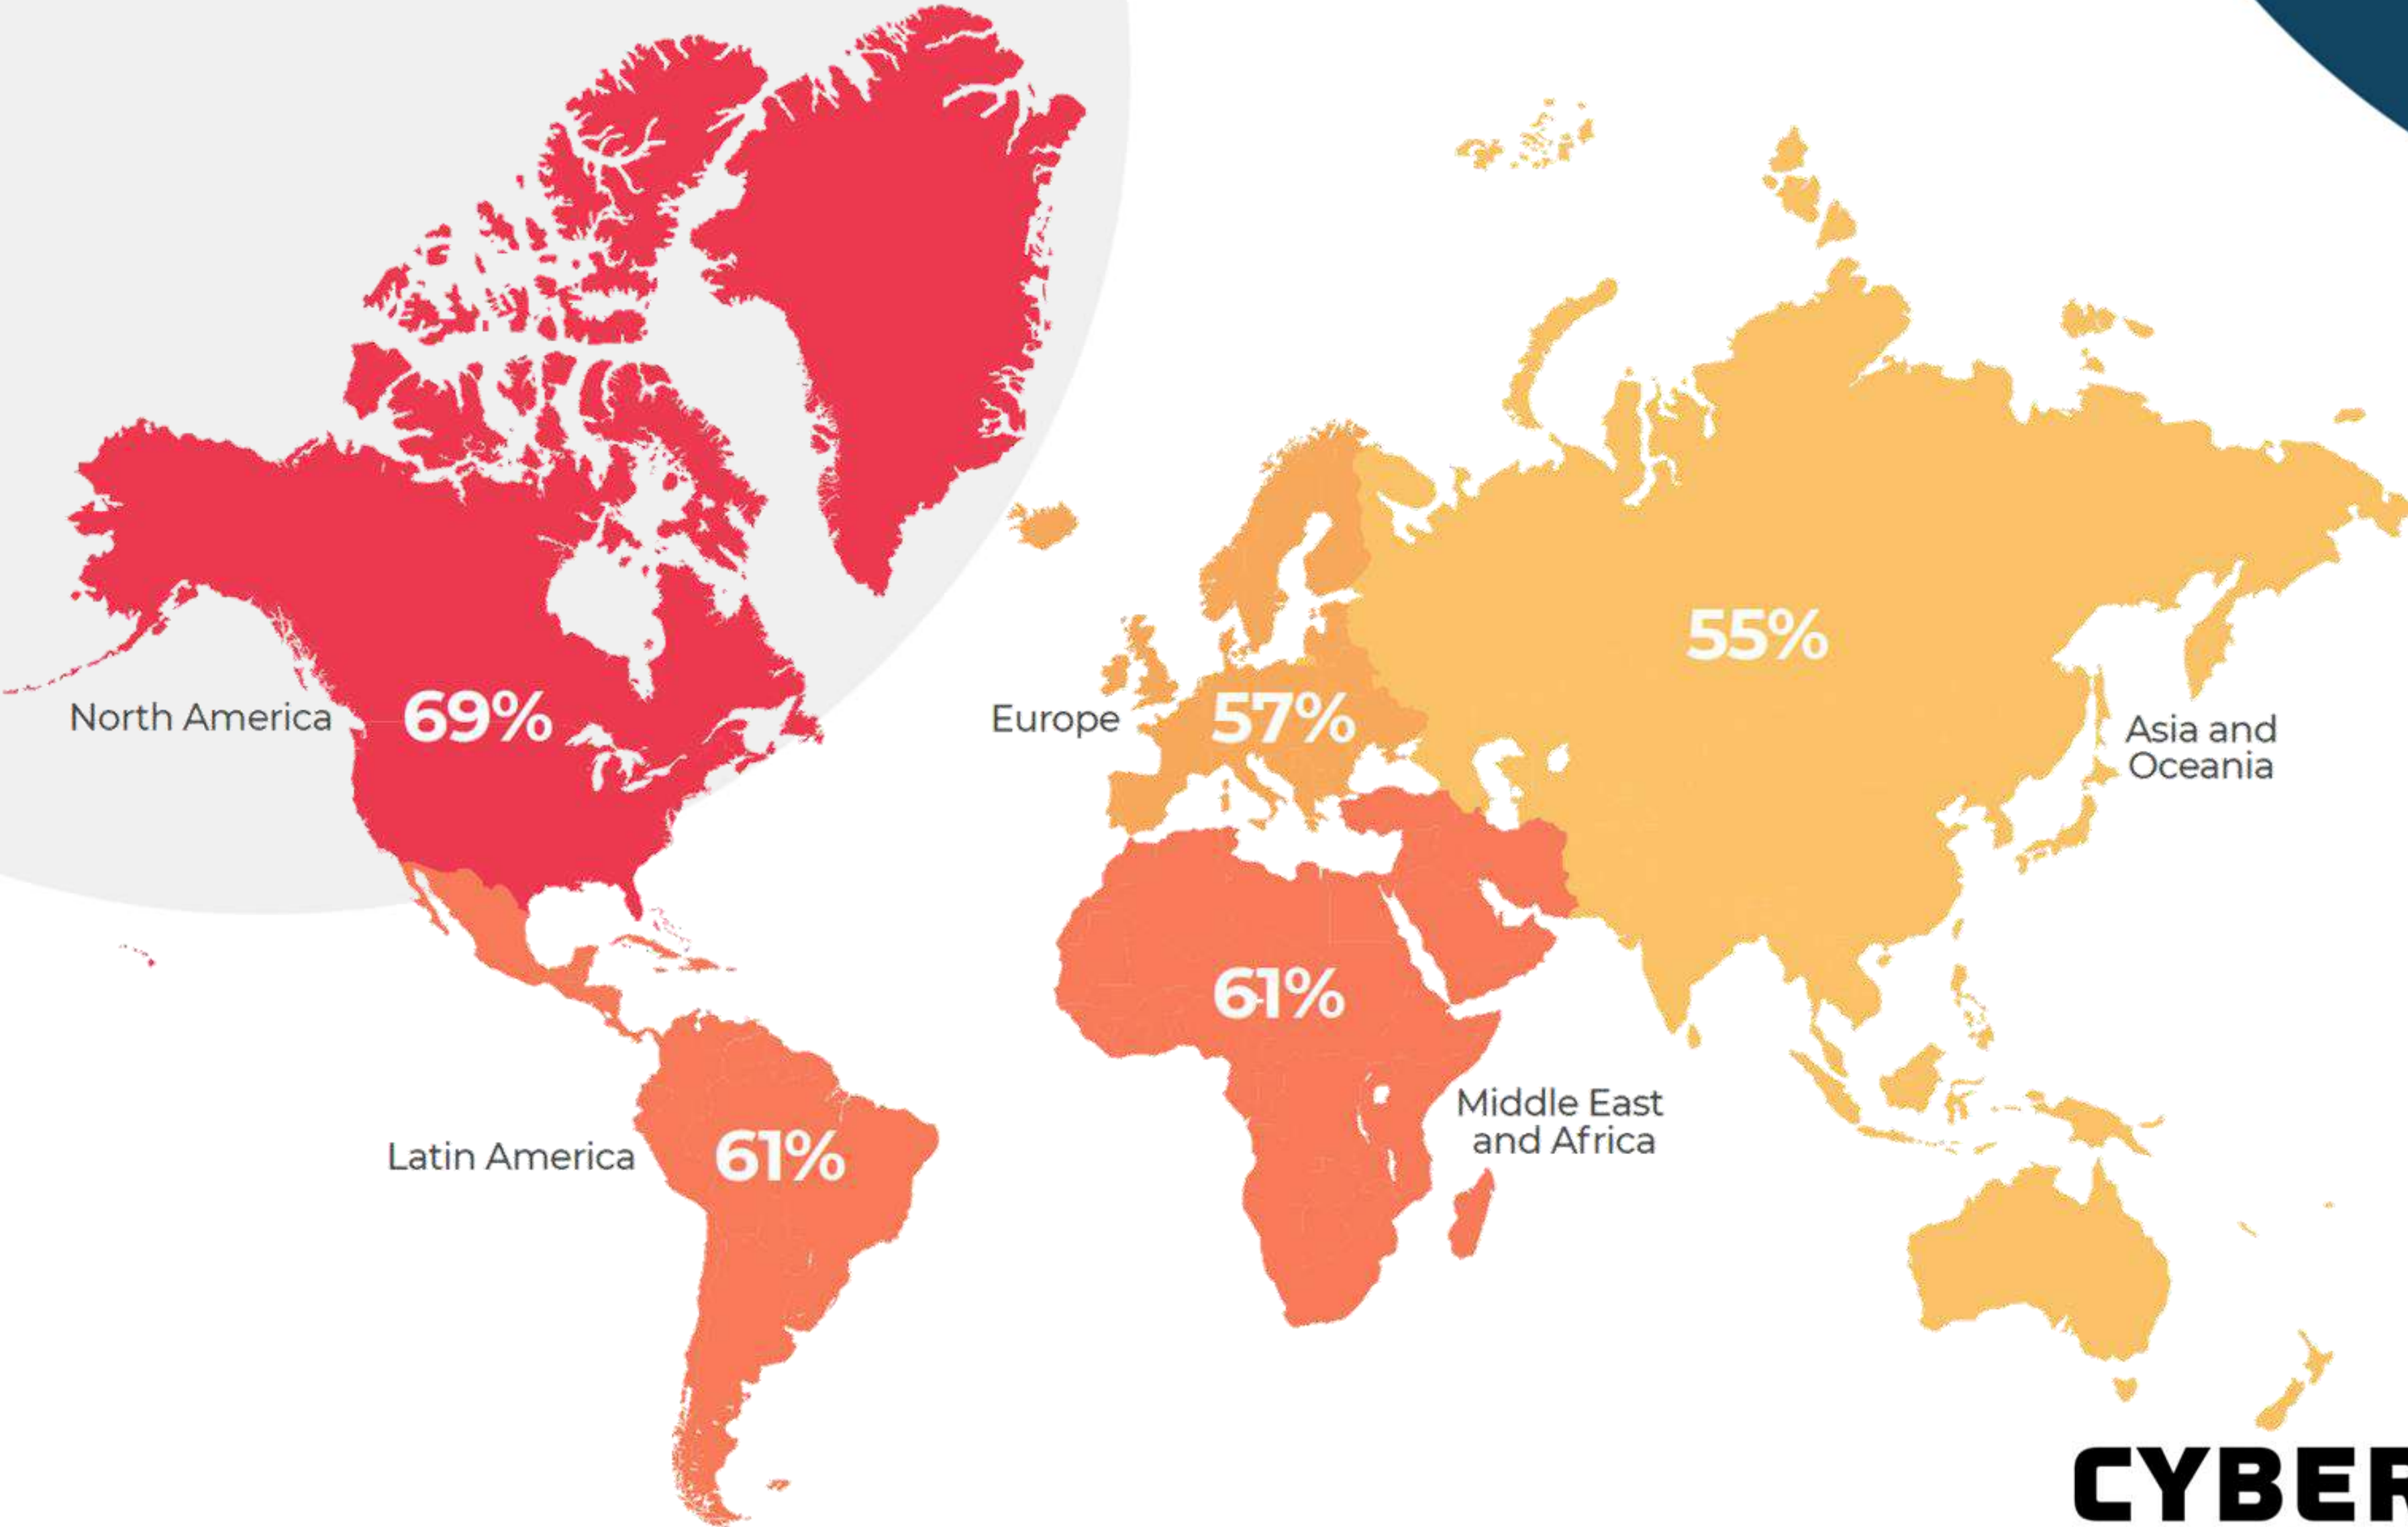 55%
North America
69%
Europe
57%
Asia and
Oceania
61%
Middle East
and Africa
Latin America
61%
CYBER